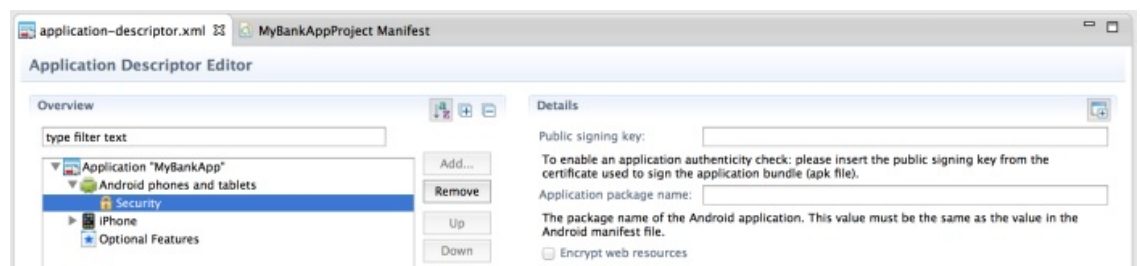 application-descriptor.xml MyBankAppProject Manifest
Application Descriptor Editor
Overview
type filter text
Application "MyBankApp"
Android phones and tablets
Security
iPhone
Optional Features
Add...
Remove
Up
Down
Details
Public signing key:
To enable an application authenticity check: please insert the public signing key from the
certificate used to sign the application bundle (apk file).
Application package name:
The package name of the Android application. This value must be the same as the value in the
Android manifest file.
Encrypt web resources